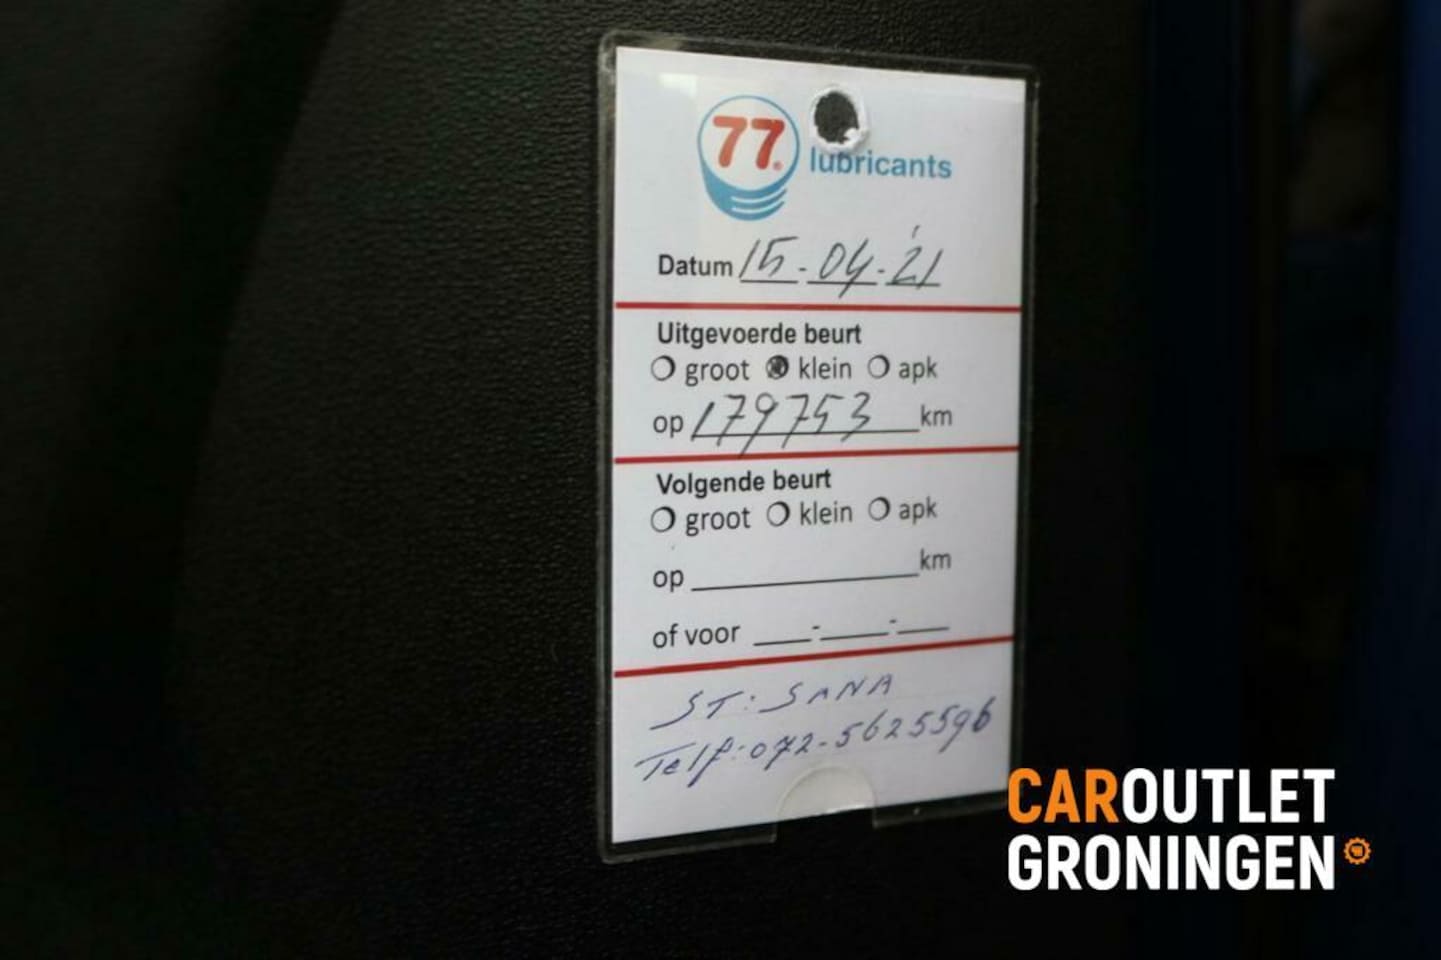 77
lubricants
Datum 15-04-'21
Uitgevoerde beurt
groot klein apk
op 179753 km
Volgende beurt
groot klein apk
op km
of voor - -
ST: SANA
Telf: 072-5625596
CAROUTLET
GRONINGEN